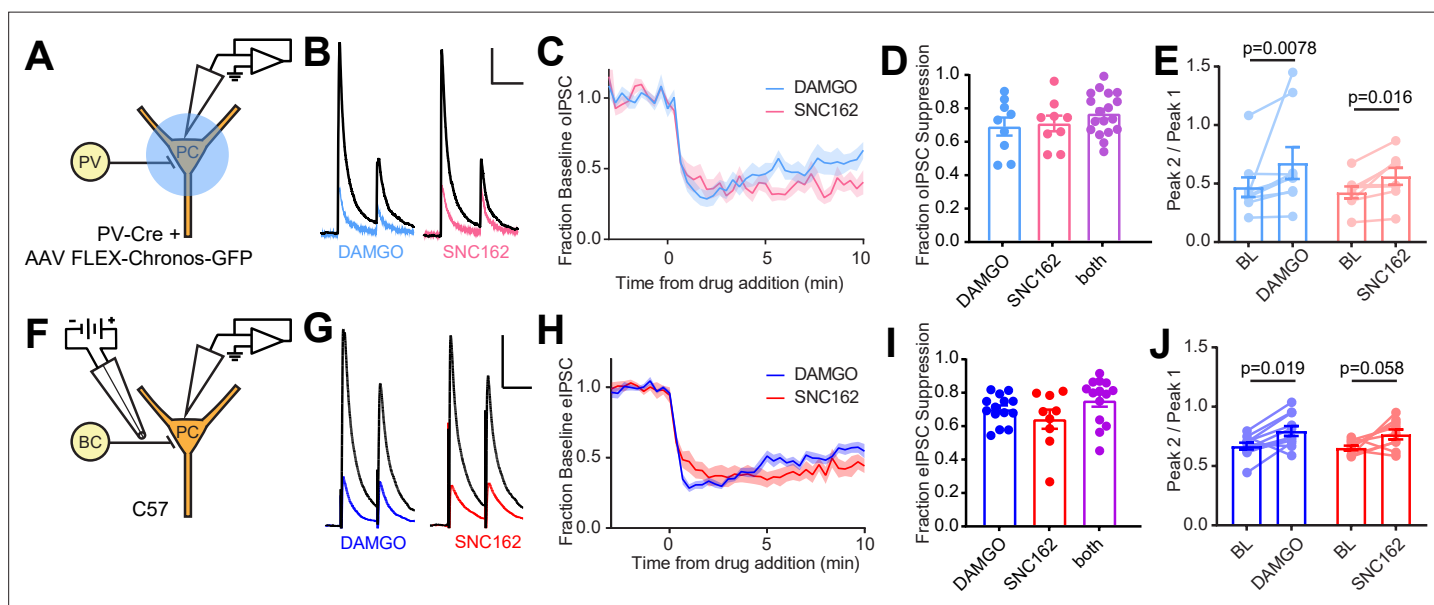 A
PV
PC
PV-Cre +
AAV FLEX-Chronos-GFP
B
DAMGO
SNC162
C
Fraction Baseline oIPSC
1.0
0.5
0.0
0
5
10
Time from drug addition (min)
DAMGO
SNC162
D
Fraction oIPSC Suppression
1.0
0.8
0.6
0.4
0.2
0.0
DAMGO
SNC162
both
E
Peak 2 / Peak 1
1.5
1.0
0.5
0.0
p=0.0078
p=0.016
BL
DAMGO
BL
SNC162
F
- +
BC
PC
C57
G
DAMGO
SNC162
H
Fraction Baseline eIPSC
1.0
0.5
0.0
0
5
10
Time from drug addition (min)
DAMGO
SNC162
I
Fraction eIPSC Suppression
1.0
0.8
0.6
0.4
0.2
0.0
DAMGO
SNC162
both
J
Peak 2 / Peak 1
1.5
1.0
0.5
0.0
p=0.019
p=0.058
BL
DAMGO
BL
SNC162